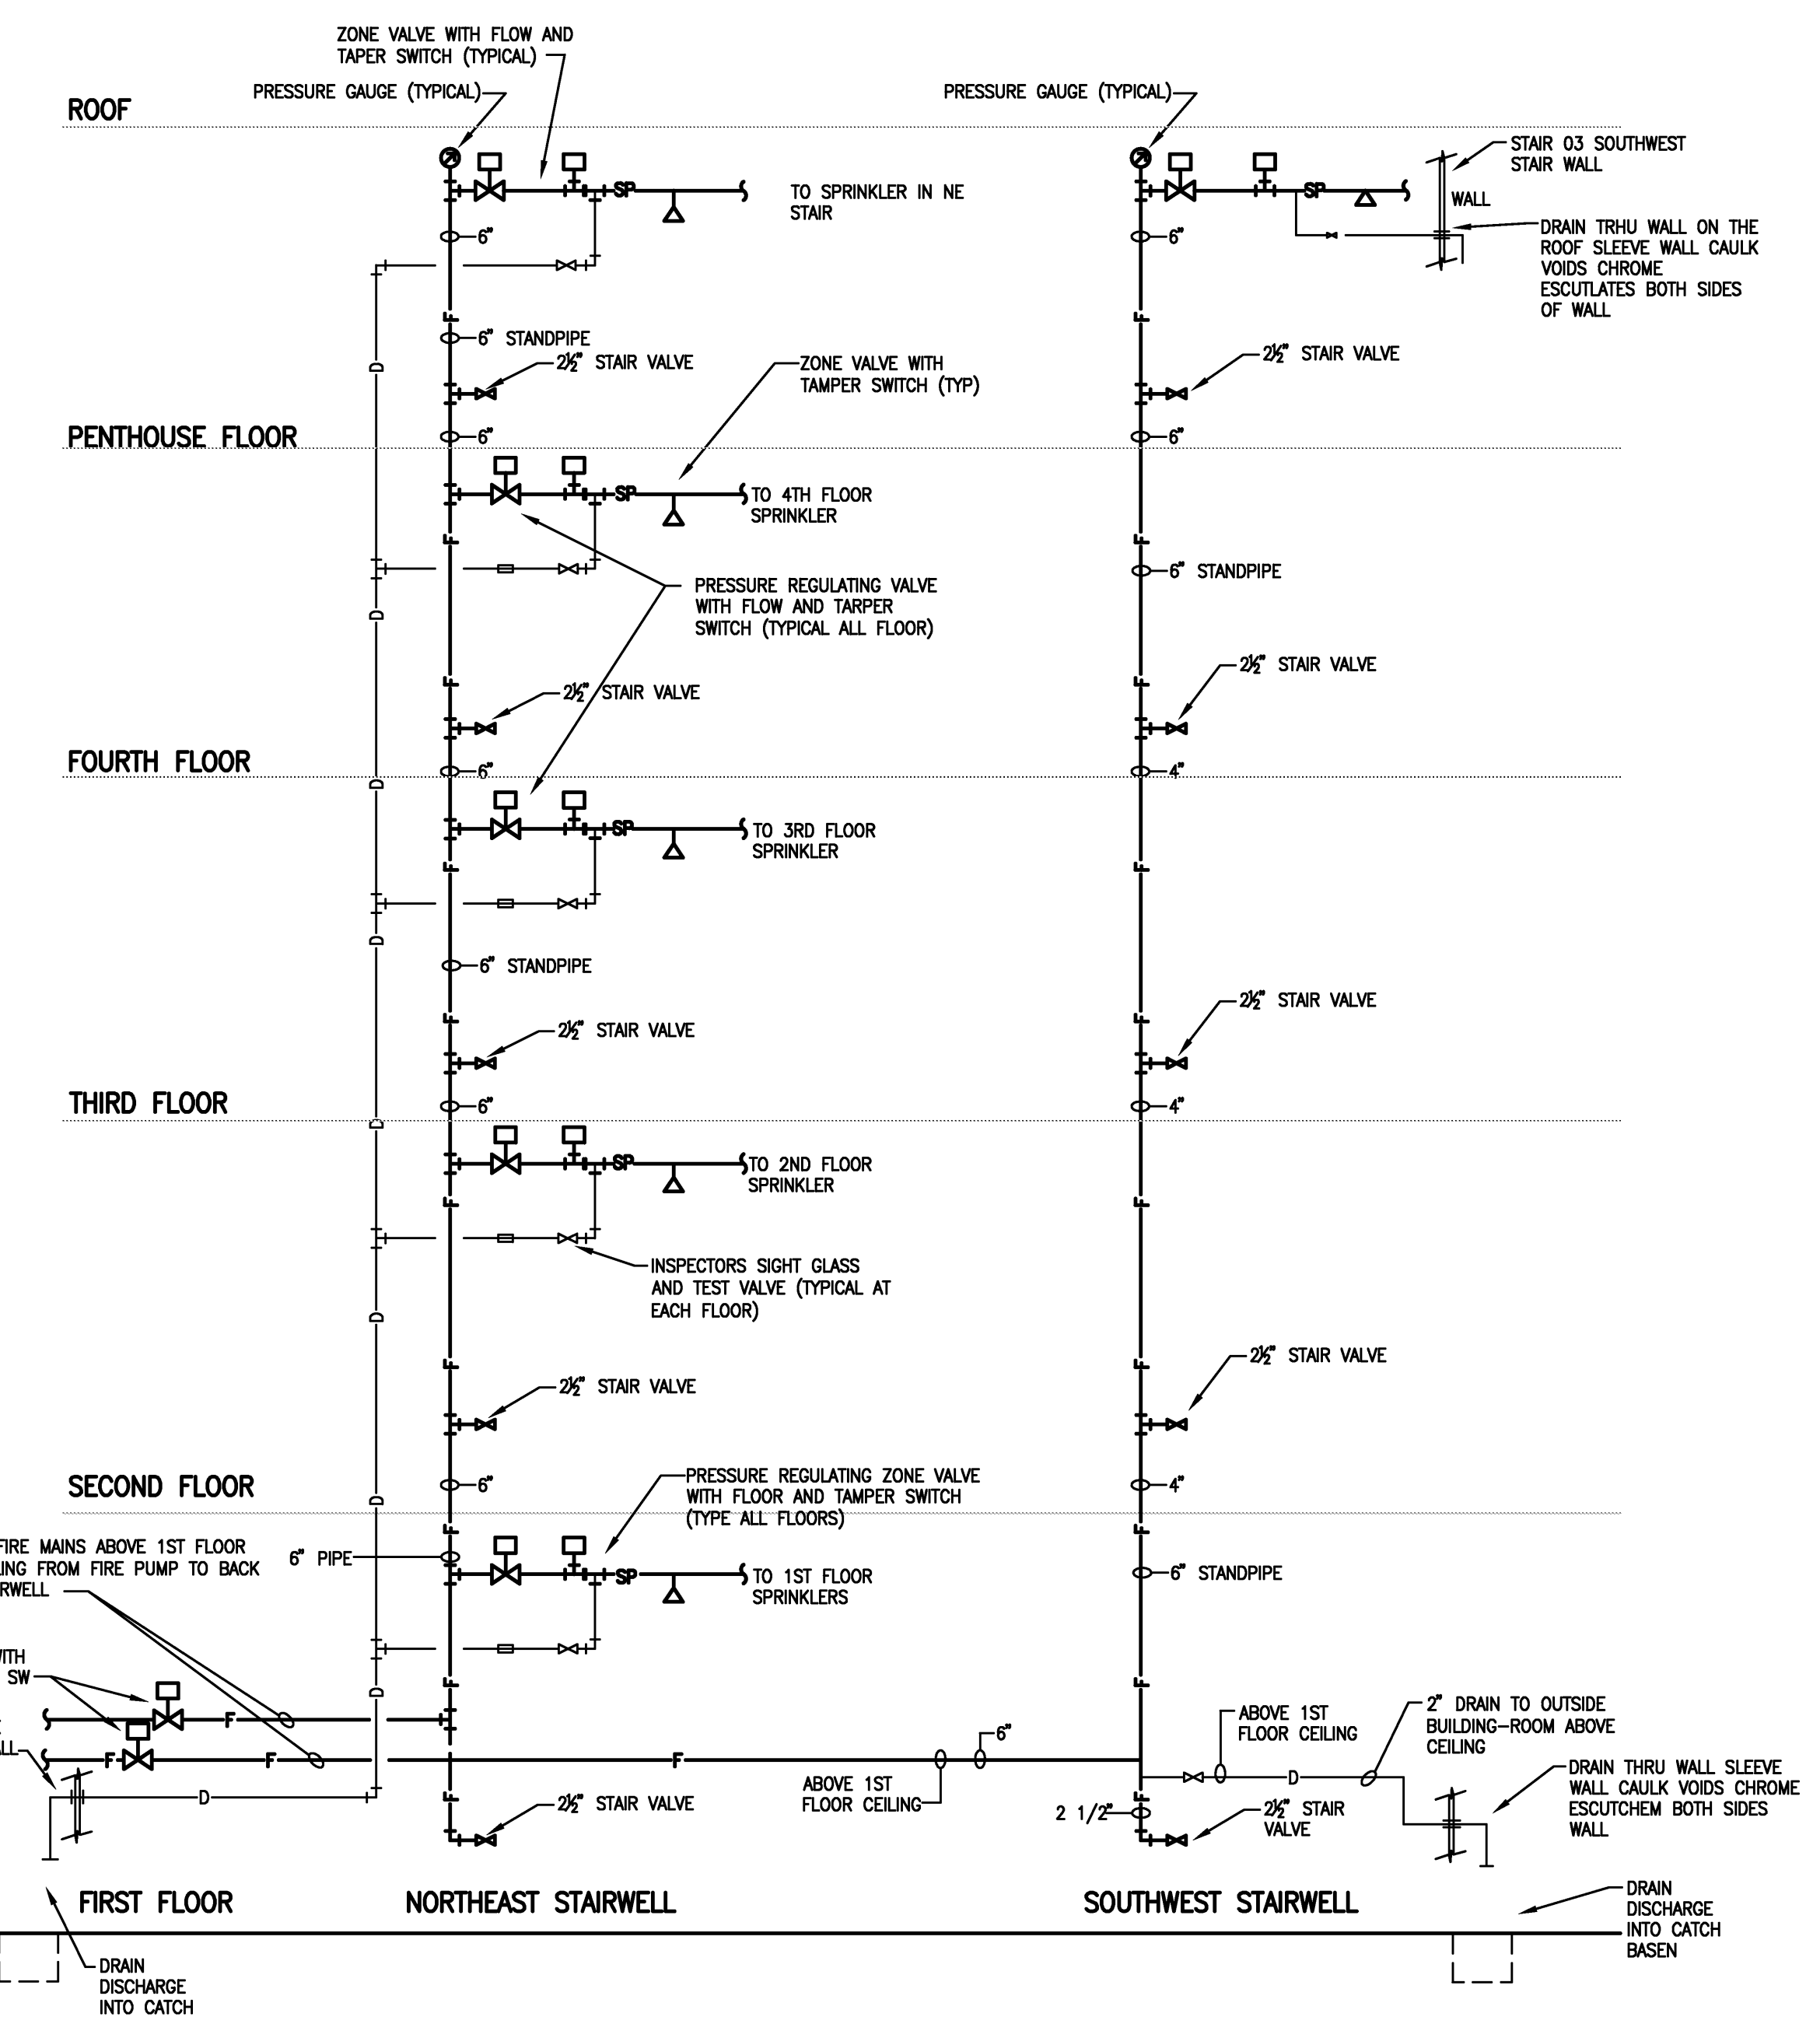 ZONE VALVE WITH FLOW AND
TAPER SWITCH (TYPICAL)
PRESSURE GAUGE (TYPICAL)
PRESSURE GAUGE (TYPICAL)
ROOF
STAIR 03 SOUTHWEST
STAIR WALL
SP
TO SPRINKLER IN NE
STAIR
SP
WALL
DRAIN TRHU WALL ON THE
ROOF SLEEVE WALL CAULK
VOIDS CHROME
ESCUTLATES BOTH SIDES
OF WALL
6"
6"
F
F
6" STANDPIPE
2½" STAIR VALVE
D
ZONE VALVE WITH
TAMPER SWITCH (TYP)
2½" STAIR VALVE
PENTHOUSE FLOOR
6"
6"
SP
TO 4TH FLOOR
SPRINKLER
F
F
6" STANDPIPE
D
PRESSURE REGULATING VALVE
WITH FLOW AND TARPER
SWITCH (TYPICAL ALL FLOOR)
F
F
2½" STAIR VALVE
2½" STAIR VALVE
FOURTH FLOOR
D
6"
4"
SP
TO 3RD FLOOR
SPRINKLER
F
F
D
6" STANDPIPE
F
F
2½" STAIR VALVE
2½" STAIR VALVE
THIRD FLOOR
6"
4"
D
SP
TO 2ND FLOOR
SPRINKLER
F
F
INSPECTORS SIGHT GLASS
AND TEST VALVE (TYPICAL AT
EACH FLOOR)
D
F
F
2½" STAIR VALVE
2½" STAIR VALVE
SECOND FLOOR
D
6"
4"
PRESSURE REGULATING ZONE VALVE
WITH FLOOR AND TAMPER SWITCH
(TYPE ALL FLOORS)
F
F
FIRE MAINS ABOVE 1ST FLOOR
LING FROM FIRE PUMP TO BACK
RWELL
6" PIPE
SP
TO 1ST FLOOR
SPRINKLERS
6" STANDPIPE
WITH
SW
D
F
F
F
F
F
F
ALL
6"
ABOVE 1ST
FLOOR CEILING
ABOVE 1ST
FLOOR CEILING
D
2" DRAIN TO OUTSIDE
BUILDING-ROOM ABOVE
CEILING
DRAIN THRU WALL SLEEVE
WALL CAULK VOIDS CHROME
ESCUTCHEM BOTH SIDES
WALL
D
F
F
2½" STAIR VALVE
2 1/2"
2½" STAIR
VALVE
FIRST FLOOR
NORTHEAST STAIRWELL
SOUTHWEST STAIRWELL
DRAIN
DISCHARGE
INTO CATCH
BASEN
DRAIN
DISCHARGE
INTO CATCH